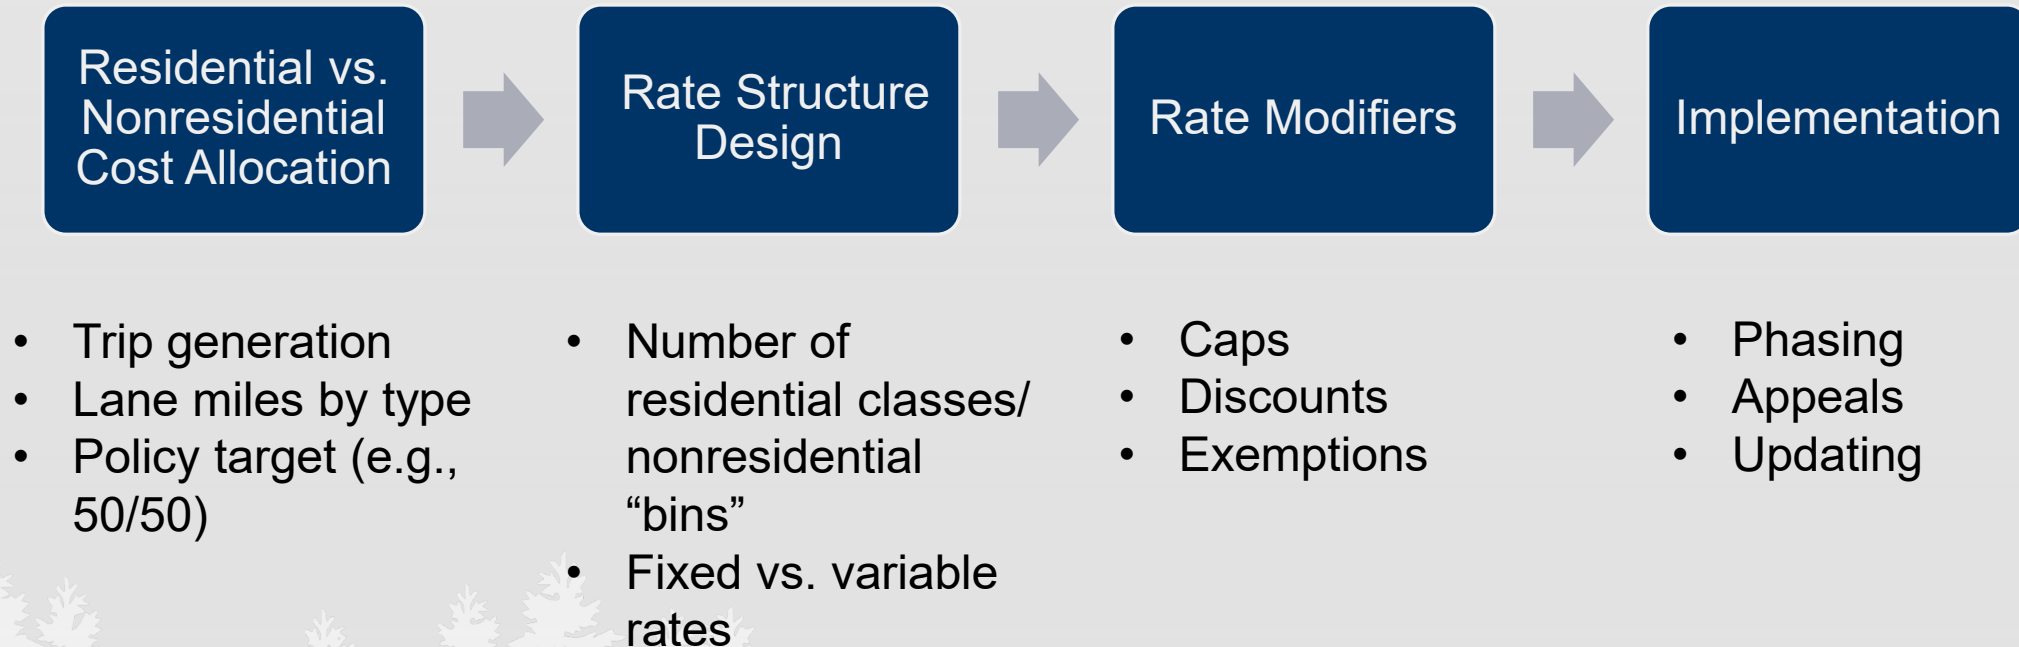 Residential vs.
Nonresidential
Cost Allocation
Rate Structure
Design
Rate Modifiers
Implementation
• Trip generation
• Lane miles by type
• Policy target (e.g.,
50/50)
• Number of
residential classes/
nonresidential
“bins”
• Fixed vs. variable
rates
• Caps
• Discounts
• Exemptions
• Phasing
• Appeals
• Updating